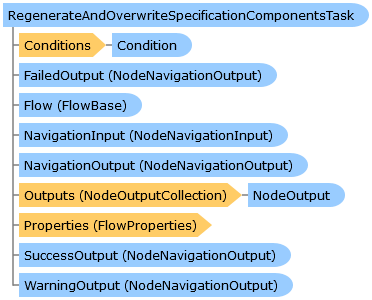 RegenerateAndOverwriteSpecificationComponentsTask
Conditions Condition
FailedOutput (NodeNavigationOutput)
Flow (FlowBase)
NavigationInput (NodeNavigationInput)
NavigationOutput (NodeNavigationOutput)
Outputs (NodeOutputCollection) NodeOutput
Properties (FlowProperties)
SuccessOutput (NodeNavigationOutput)
WarningOutput (NodeNavigationOutput)